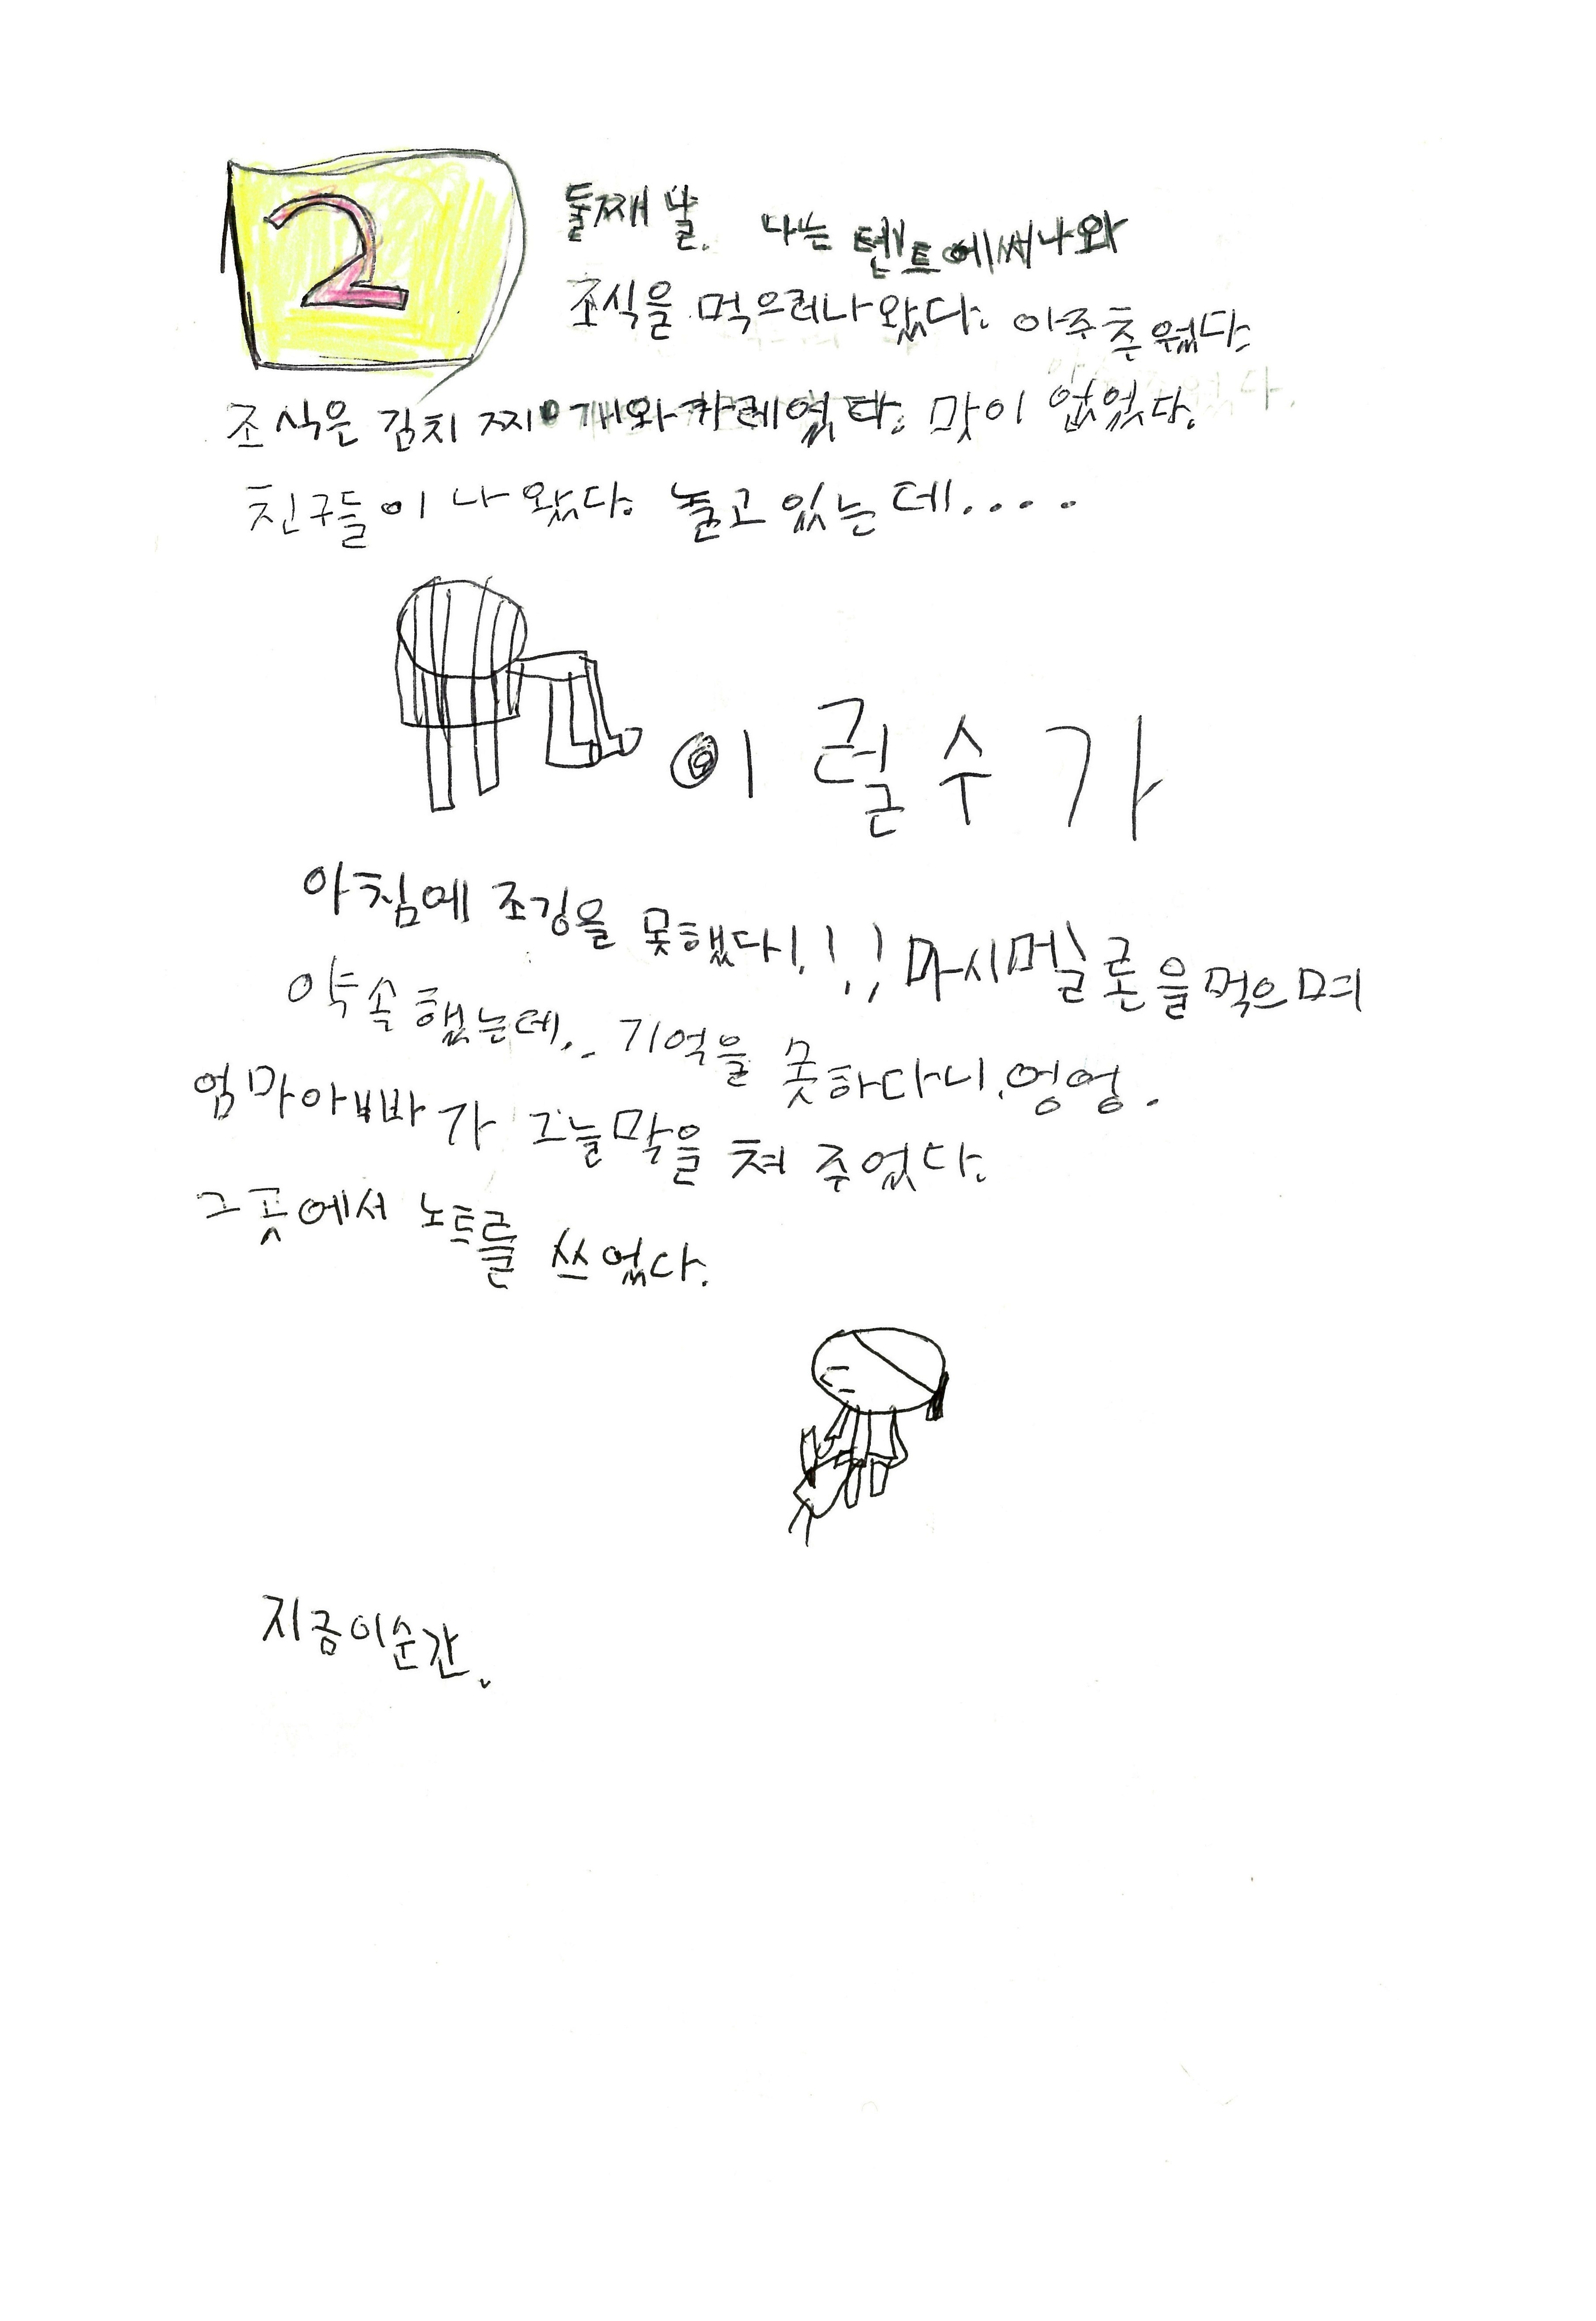 2
둘째 날. 나는 텐트에써나와
조식을 먹으러나왔다. 아주추웠다.
조식은 김치찌개와카레였다. 맛이 없었다.
친구들이 나왔다. 놀고있는데....
이럴수가
아침에 조깅을 못했다!!! 마시멜론을먹으며
약속했는데.. 기억을 못하다니.엉엉.
엄마아빠가 그늘막을 쳐 주었다.
그곳에서 노트를 쓰었다.
지금이순간.